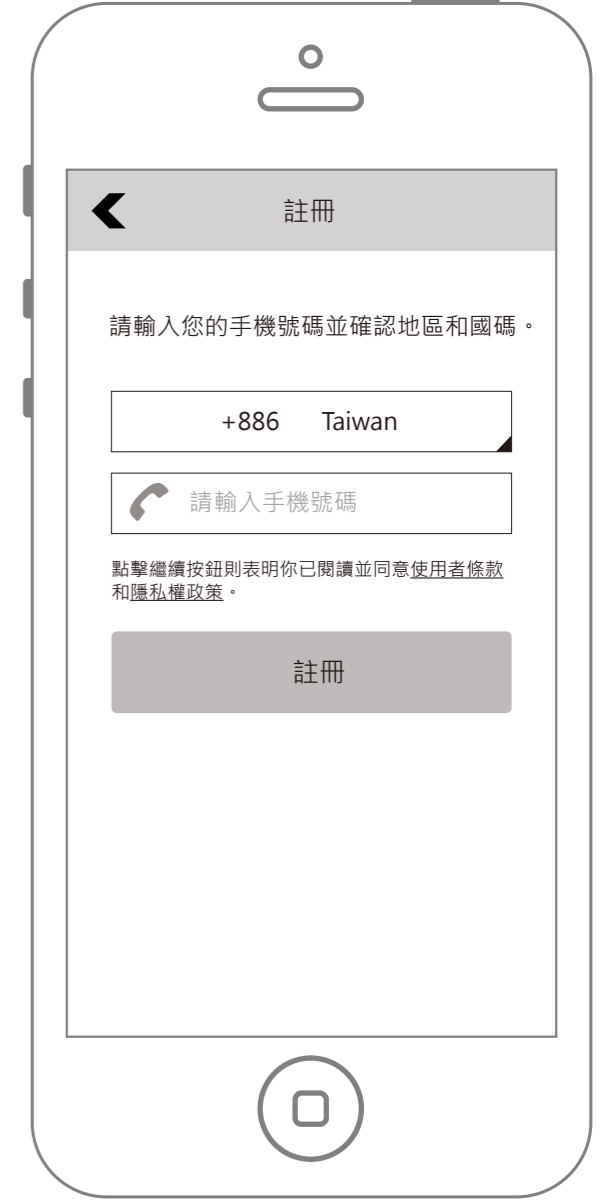 註冊
請輸入您的手機號碼並確認地區和國碼。
+886 Taiwan
請輸入手機號碼
點擊繼續按鈕則表明你已閱讀並同意使用者條款
和隱私權政策。
註冊